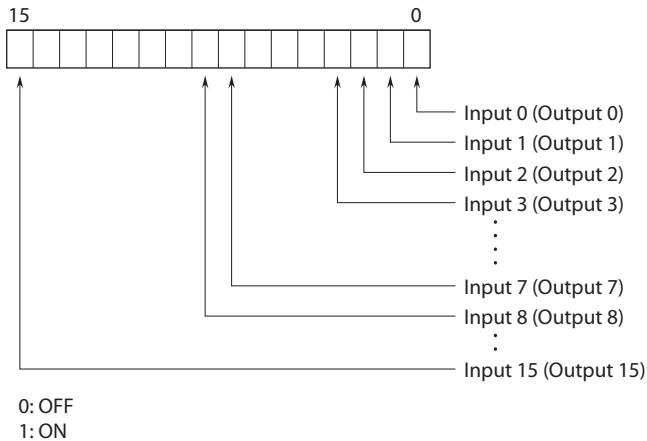 15 0
Input 0 (Output 0)
Input 1 (Output 1)
Input 2 (Output 2)
Input 3 (Output 3)
Input 7 (Output 7)
Input 8 (Output 8)
Input 15 (Output 15)
0: OFF
1: ON